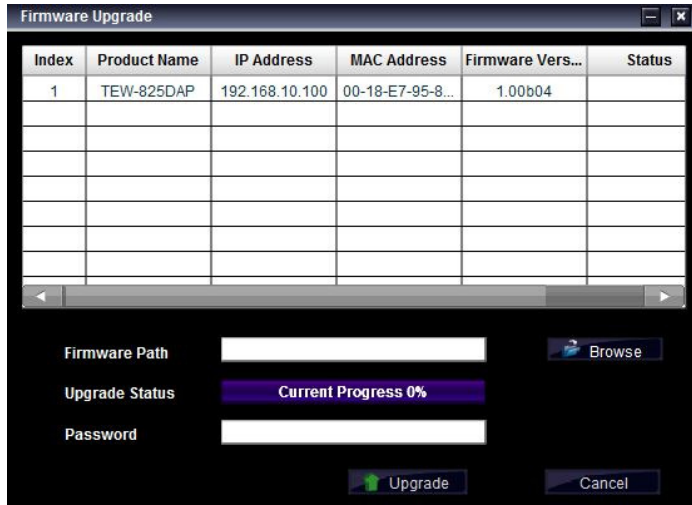 Firmware Upgrade
Index Product Name IP Address MAC Address Firmware Vers... Status
1 TEW-825DAP 192.168.10.100 00-18-E7-95-8... 1.00b04
Firmware Path Browse
Upgrade Status Current Progress 0%
Password
Upgrade Cancel